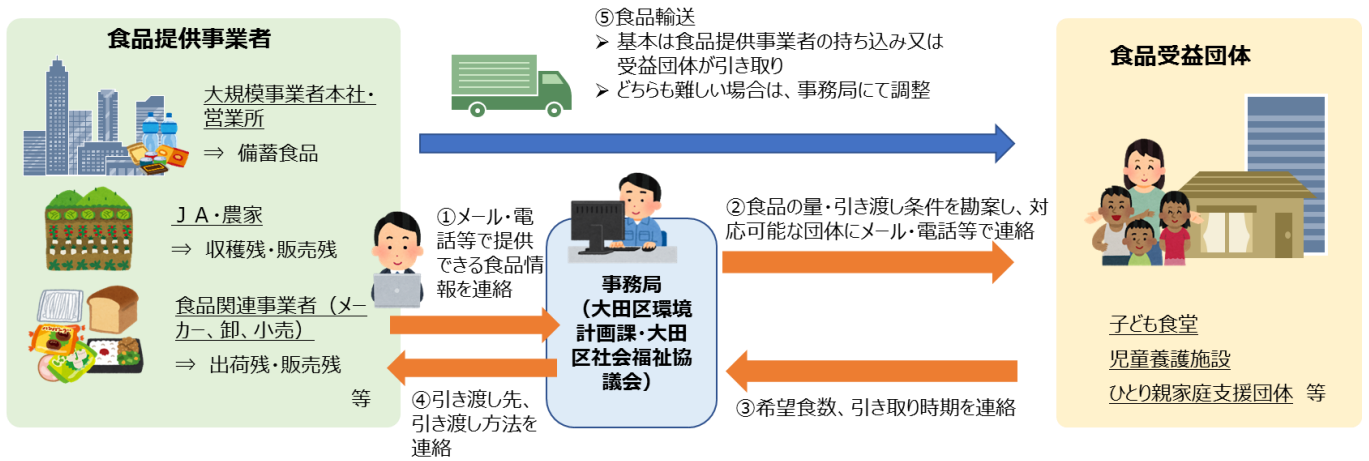 食品提供事業者
大規模事業者本社・
営業所
⇒ 備蓄食品
ＪＡ・農家
⇒ 収穫残・販売残
食品関連事業者（メー
カー、卸、小売）
⇒ 出荷残・販売残
等
①メール・電
話等で提供
できる食品情
報を連絡
④引き渡し先、
引き渡し方法を
連絡
⑤食品輸送
➢ 基本は食品提供事業者の持ち込み又は
受益団体が引き取り
➢ どちらも難しい場合は、事務局にて調整
事務局
（大田区環境
計画課・大田
区社会福祉協
議会）
②食品の量・引き渡し条件を勘案し、対
応可能な団体にメール・電話等で連絡
③希望食数、引き取り時期を連絡
食品受益団体
子ども食堂
児童養護施設
ひとり親家庭支援団体 等